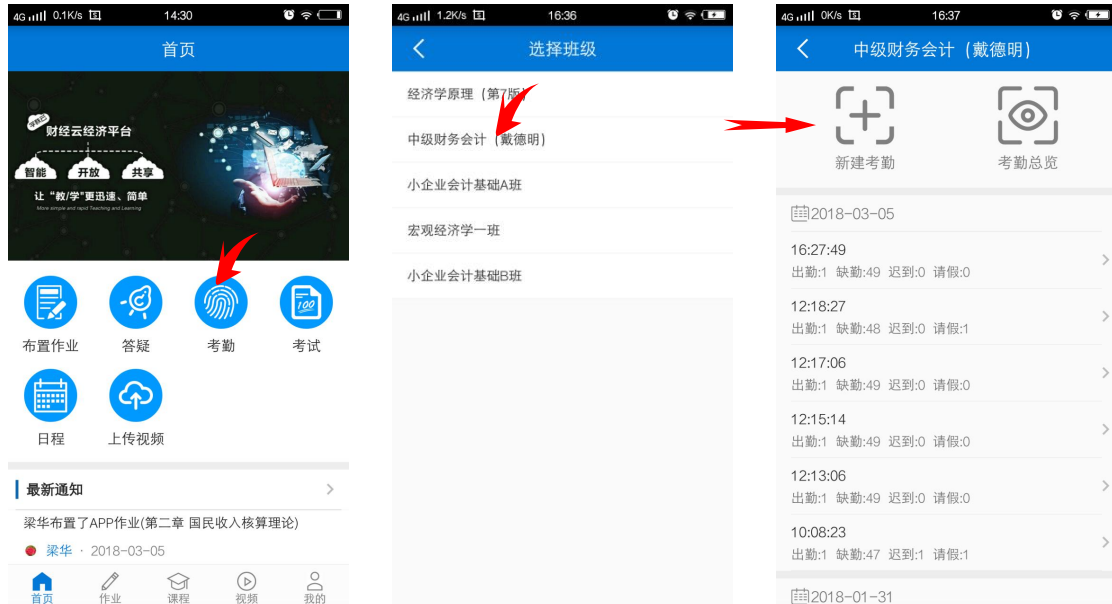 4G 0.1K/s 14:30
首页
零税己
财经云经济平台
智能 开放 共享
让“教/学”更迅速、简单
More simple and rapid Teaching and Learning
布置作业 答疑 考勤 考试
日程 上传视频
最新通知
梁华布置了APP作业(第二章 国民收入核算理论)
梁华 · 2018-03-05
首页 作业 课程 视频 我的
4G 1.2K/s 16:36
选择班级
经济学原理（第7版）
中级财务会计（戴德明）
小企业会计基础A班
宏观经济学一班
小企业会计基础B班
4G 0K/s 16:37
中级财务会计（戴德明）
新建考勤 考勤总览
2018-03-05
16:27:49
出勤:1 缺勤:49 迟到:0 请假:0
12:18:27
出勤:1 缺勤:48 迟到:0 请假:1
12:17:06
出勤:1 缺勤:49 迟到:0 请假:0
12:15:14
出勤:1 缺勤:49 迟到:0 请假:0
12:13:06
出勤:1 缺勤:49 迟到:0 请假:0
10:08:23
出勤:1 缺勤:47 迟到:1 请假:1
2018-01-31